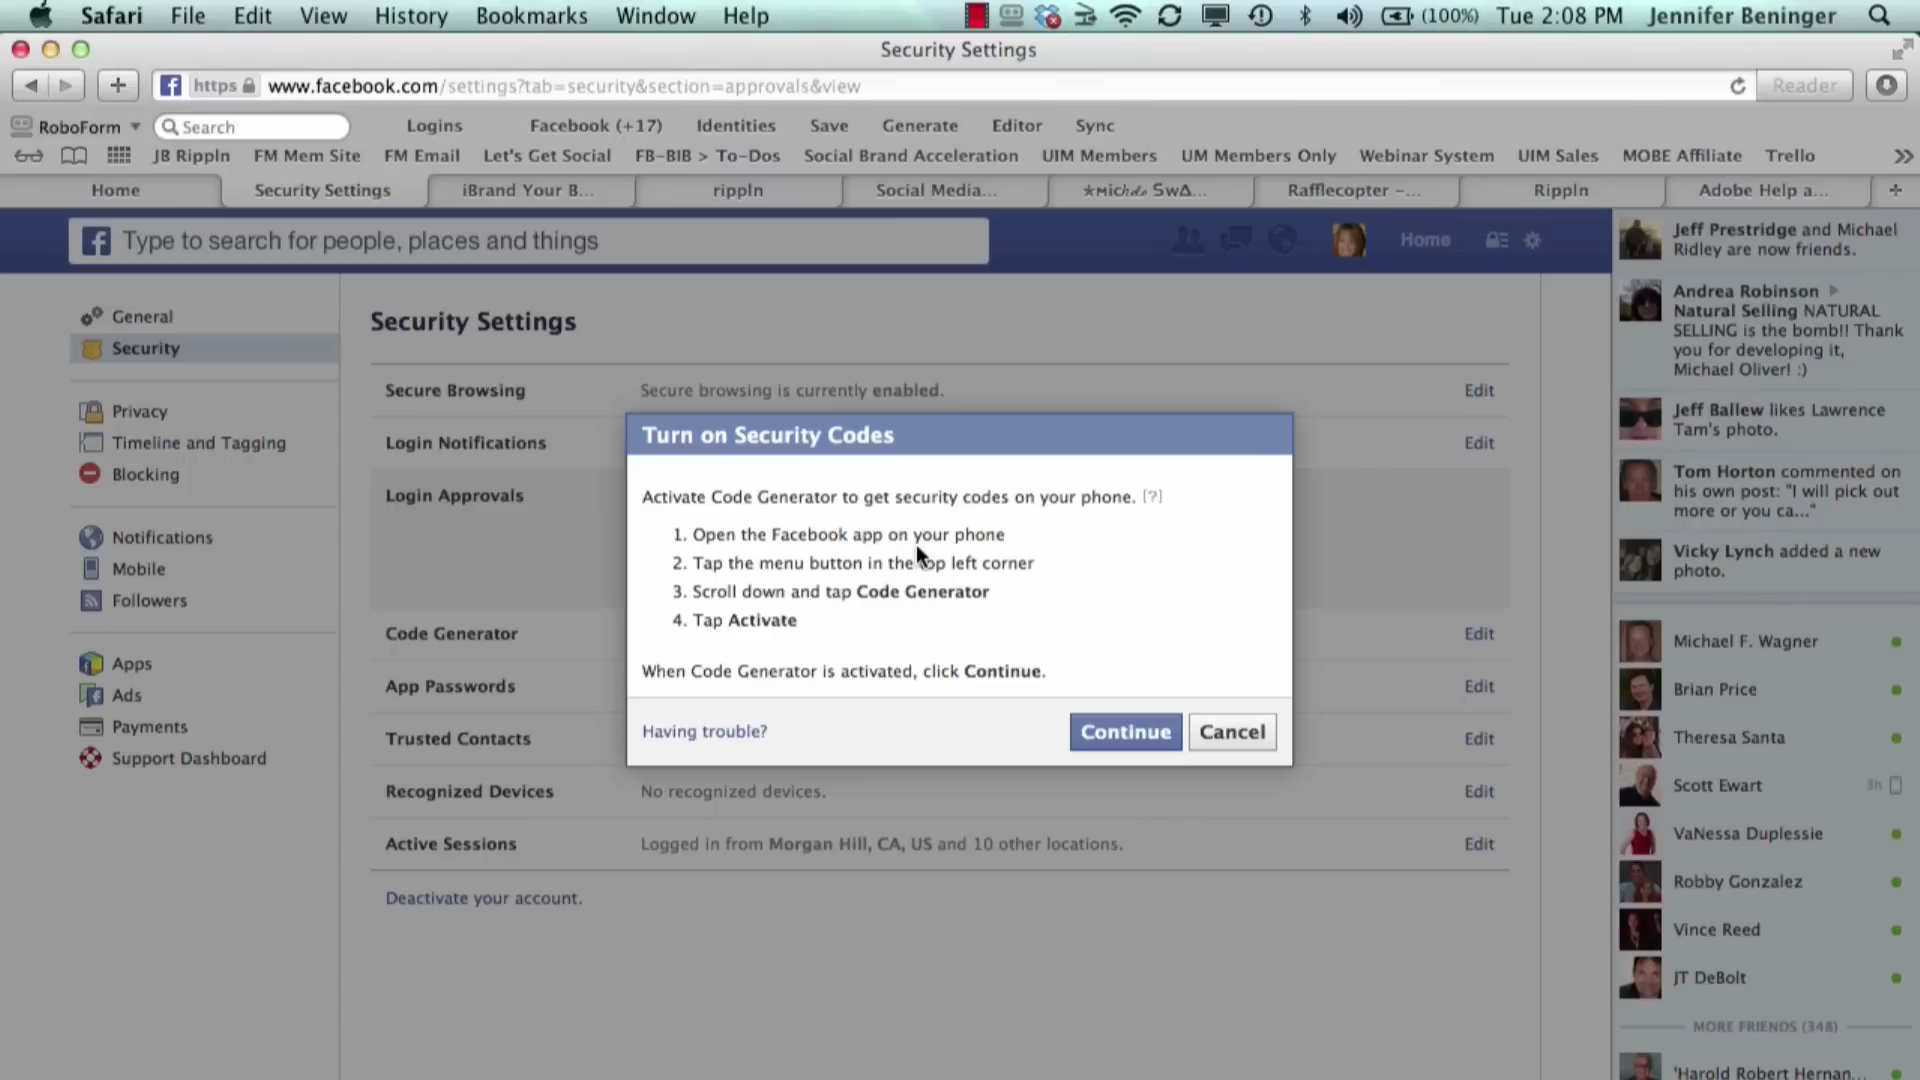 Safari File Edit View History Bookmarks Window Help (100%) Tue 2:08 PM Jennifer Beninger
Security Settings
https www.facebook.com/settings?tab=security&section=approvals&view Reader
RoboForm Search Logins Facebook (+17) Identities Save Generate Editor Sync
JB Rippln FM Mem Site FM Email Let's Get Social FB-BIB > To-Dos Social Brand Acceleration UIM Members UM Members Only Webinar System UIM Sales MOBE Affiliate Trello
Home Security Settings iBrand Your B... rippln Social Media... ★Michele SwΔ... Rafflecopter -... Rippln Adobe Help a...
Type to search for people, places and things
Home
General
Security
Privacy
Timeline and Tagging
Blocking
Notifications
Mobile
Followers
Apps
Ads
Payments
Support Dashboard
Security Settings
Secure Browsing Secure browsing is currently enabled. Edit
Login Notifications Edit
Login Approvals
Code Generator Edit
App Passwords Edit
Trusted Contacts Edit
Recognized Devices No recognized devices. Edit
Active Sessions Logged in from Morgan Hill, CA, US and 10 other locations. Edit
Deactivate your account.
Turn on Security Codes
Activate Code Generator to get security codes on your phone. [?]
1. Open the Facebook app on your phone
2. Tap the menu button in the top left corner
3. Scroll down and tap Code Generator
4. Tap Activate
When Code Generator is activated, click Continue.
Having trouble? Continue Cancel
Jeff Prestridge and Michael
Ridley are now friends.
Andrea Robinson
Natural Selling NATURAL
SELLING is the bomb!! Thank
you for developing it,
Michael Oliver! :)
Jeff Ballew likes Lawrence
Tam's photo.
Tom Horton commented on
his own post: "I will pick out
more or you ca..."
Vicky Lynch added a new
photo.
Michael F. Wagner
Brian Price
Theresa Santa
Scott Ewart 3h
VaNessa Duplessie
Robby Gonzalez
Vince Reed
JT DeBolt
MORE FRIENDS (348)
'Harold Robert Hernan...